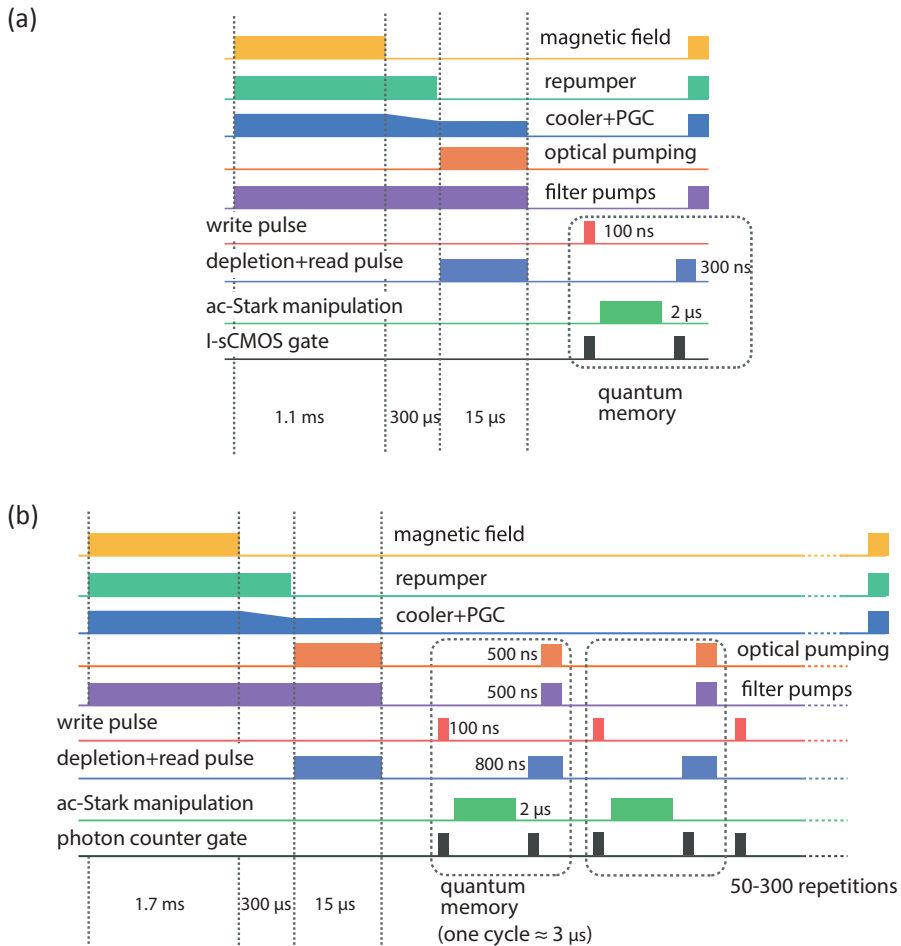 (a)
magnetic field
repumper
cooler+PGC
optical pumping
filter pumps
write pulse
100 ns
depletion+read pulse
300 ns
ac-Stark manipulation
2 µs
I-sCMOS gate
quantum
memory
1.1 ms
300 µs
15 µs
(b)
magnetic field
repumper
cooler+PGC
500 ns
optical pumping
500 ns
filter pumps
write pulse
100 ns
depletion+read pulse
800 ns
ac-Stark manipulation
2 µs
photon counter gate
1.7 ms
300 µs
15 µs
quantum
memory
(one cycle ≈ 3 µs)
50-300 repetitions